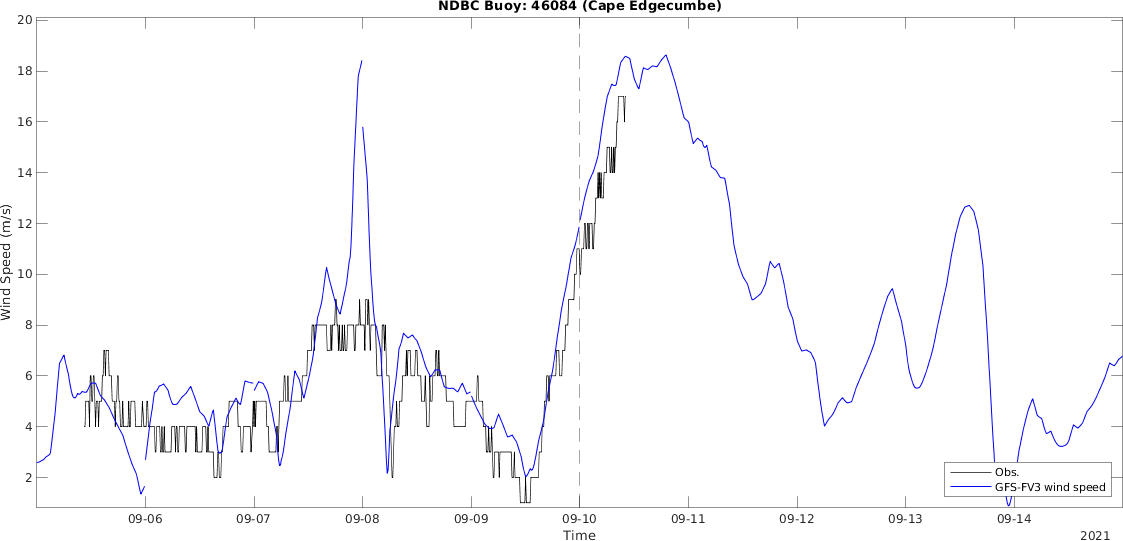 NDBC Buoy: 46084 (Cape Edgecumbe)
20
18
16
14
12
10
8
6
4
2
Wind Speed (m/s)
Obs.
GFS-FV3 wind speed
09-06 09-07 09-08 09-09 09-10 09-11 09-12 09-13 09-14
Time
2021